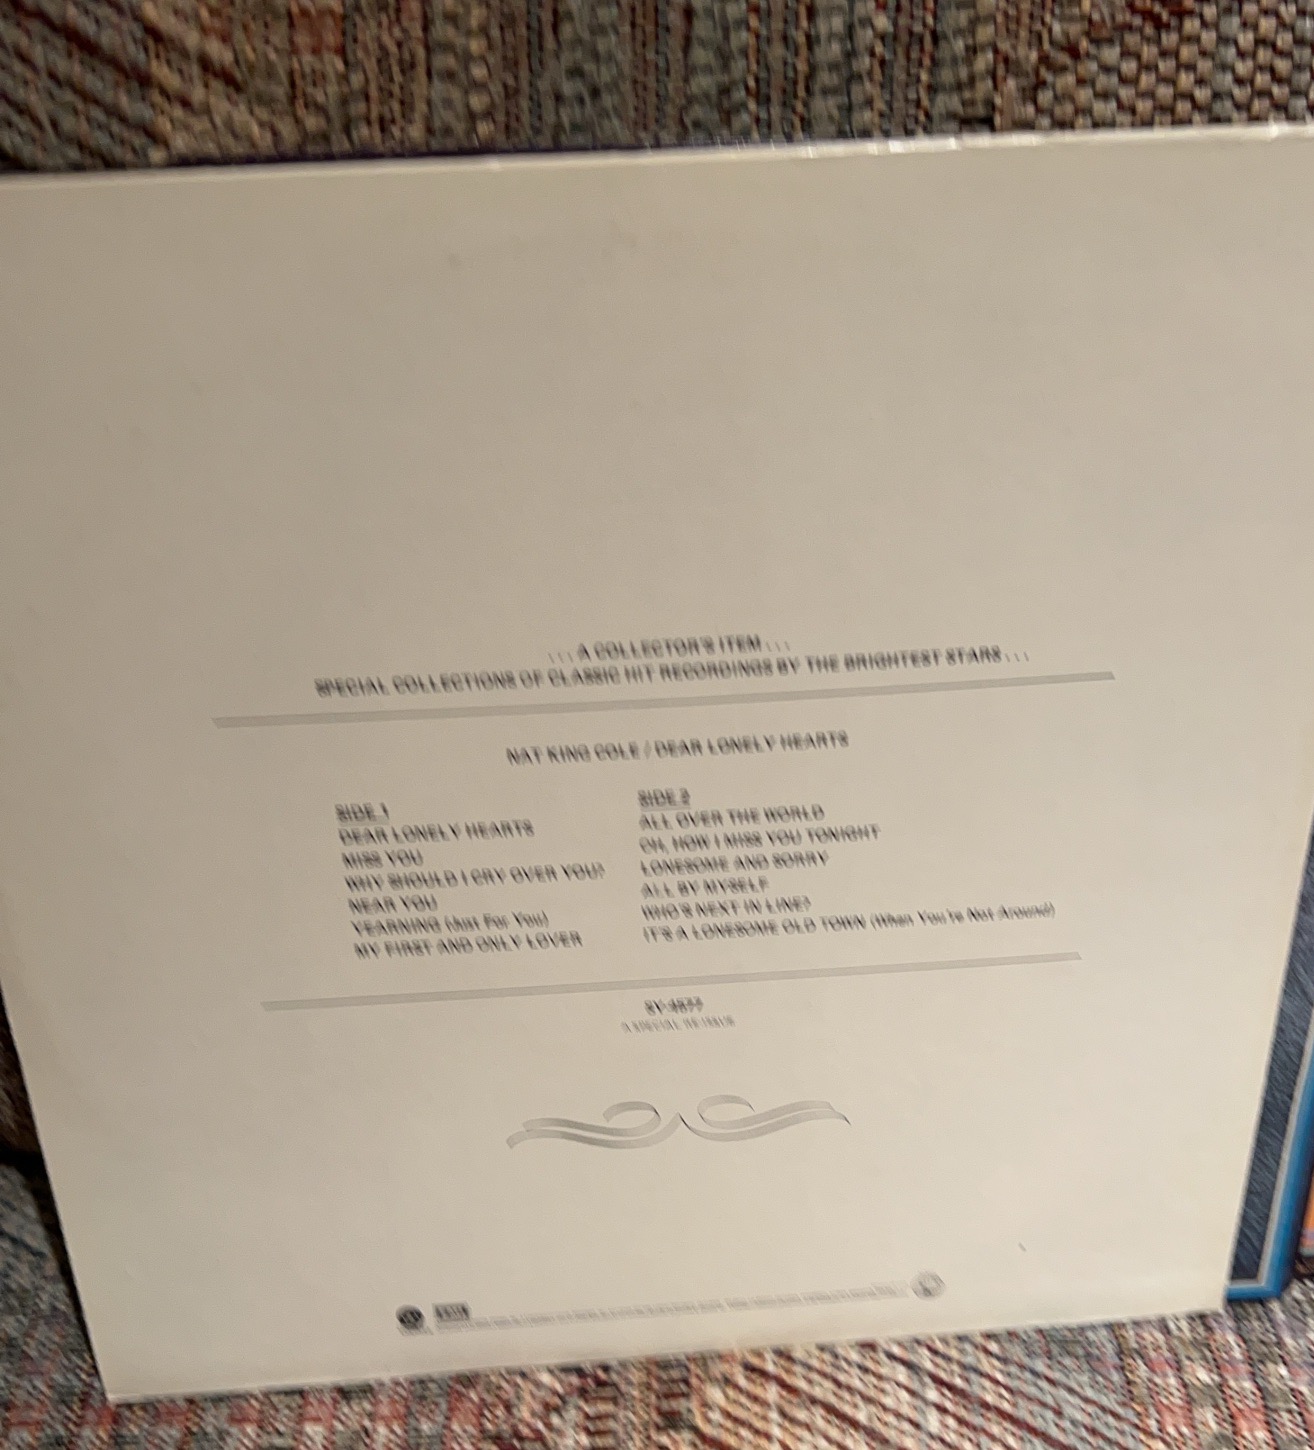 . . . A COLLECTOR'S ITEM . . .
SPECIAL COLLECTIONS OF CLASSIC HIT RECORDINGS BY THE BRIGHTEST STARS . . .
NAT KING COLE / DEAR LONELY HEARTS
SIDE 1
DEAR LONELY HEARTS
MISS YOU
WHY SHOULD I CRY OVER YOU?
NEAR YOU
YEARNING (Just For You)
MY FIRST AND ONLY LOVER
SIDE 2
ALL OVER THE WORLD
OH, HOW I MISS YOU TONIGHT
LONESOME AND SORRY
ALL BY MYSELF
WHO'S NEXT IN LINE?
IT'S A LONESOME OLD TOWN (When You're Not Around)
A SPECIAL RE-ISSUE